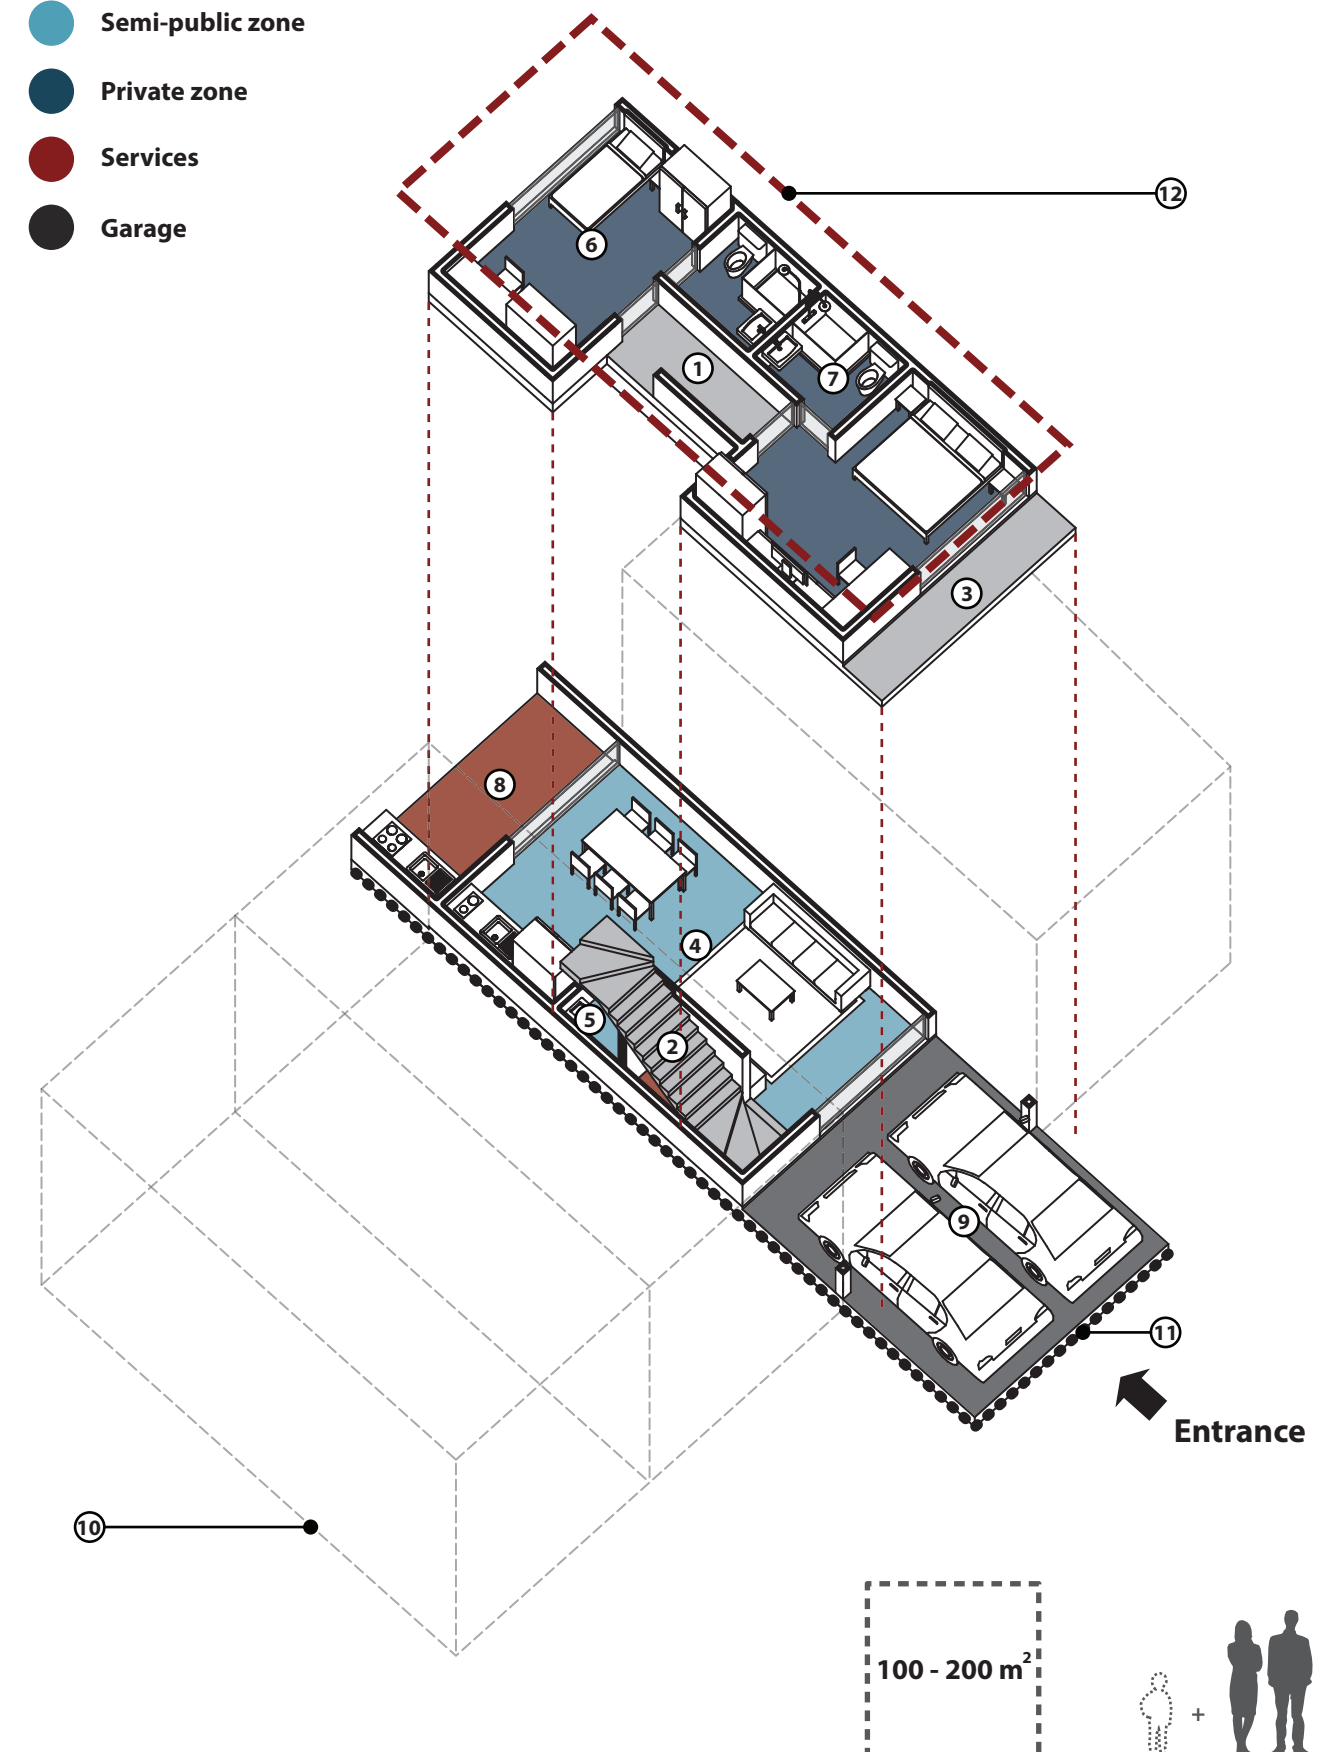 Semi-public zone
Private zone
Services
Garage
12
6
1
7
3
8
4
5
2
9
11
Entrance
10
100 - 200 m²
+